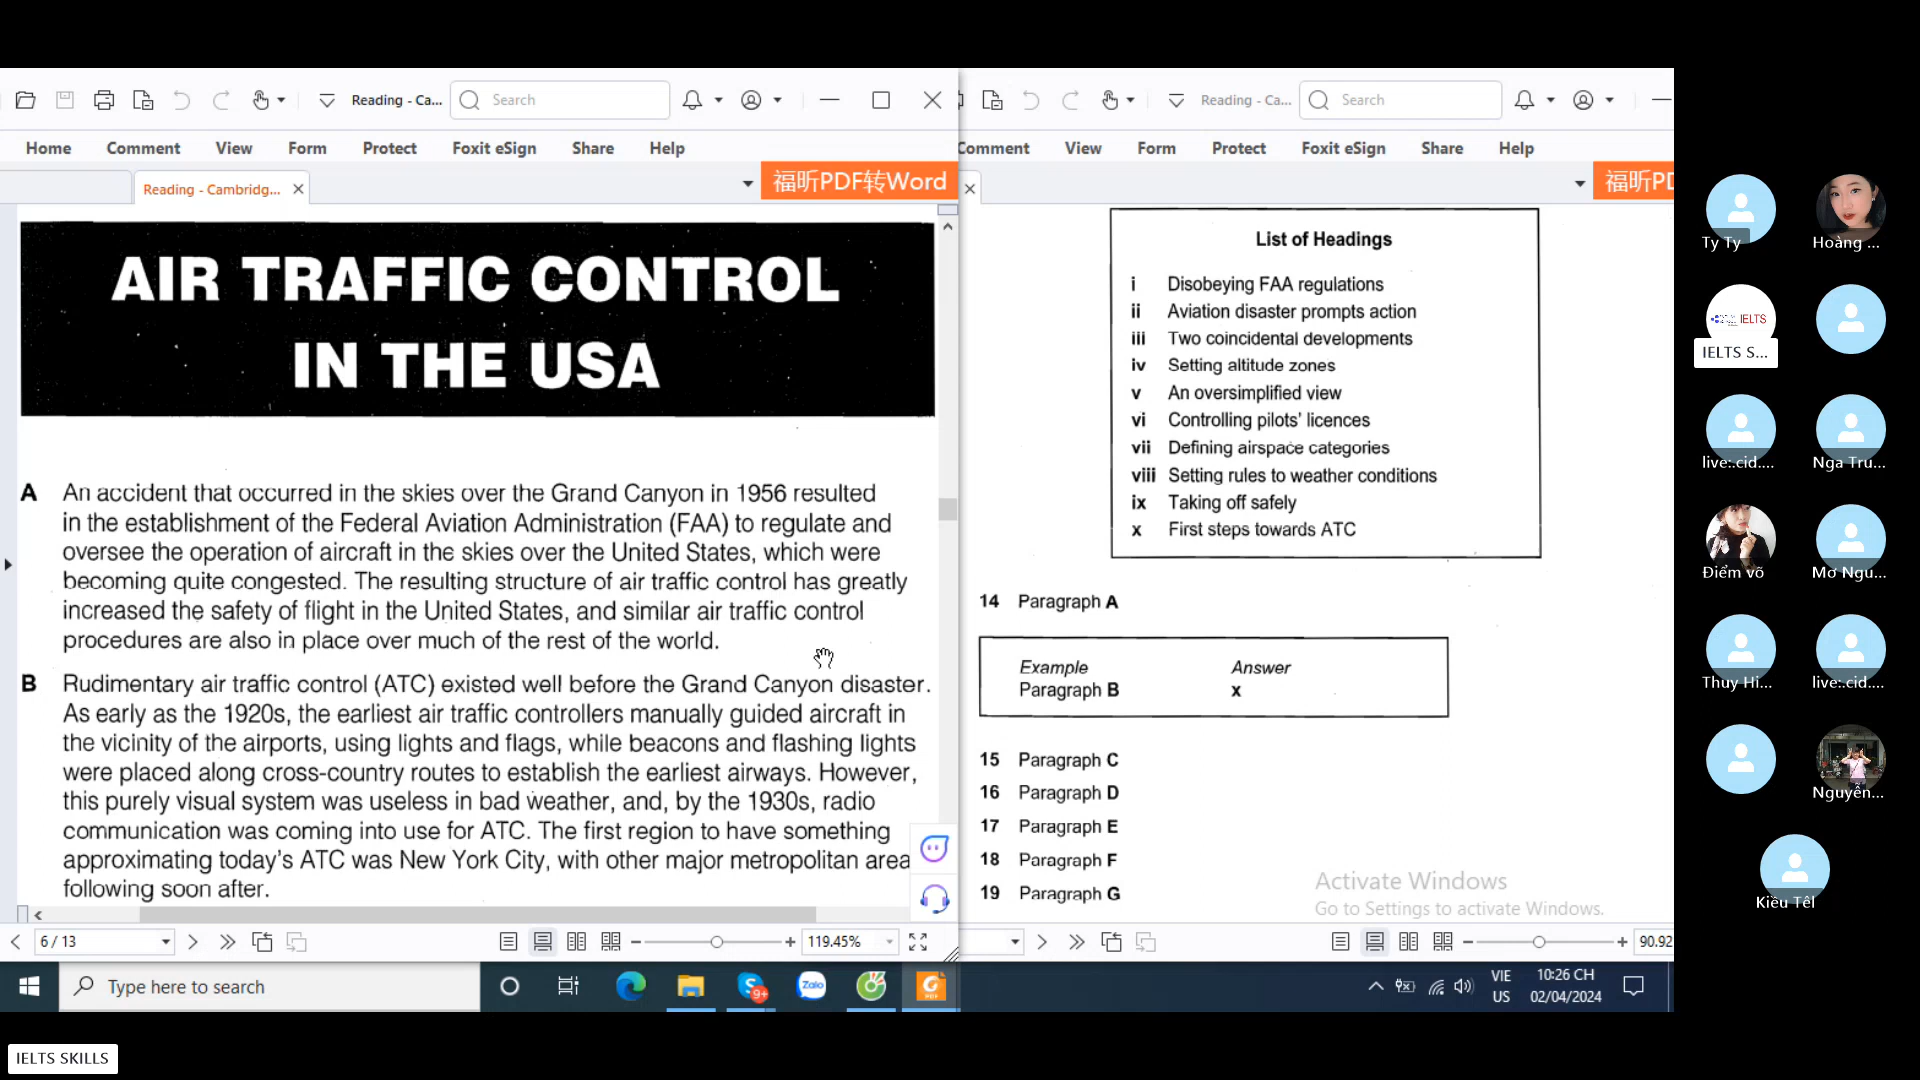 Reading - Ca...
Search
Home Comment View Form Protect Foxit eSign Share Help
Reading - Cambridg...
福昕PDF转Word
AIR TRAFFIC CONTROL
IN THE USA
A An accident that occurred in the skies over the Grand Canyon in 1956 resulted
in the establishment of the Federal Aviation Administration (FAA) to regulate and
oversee the operation of aircraft in the skies over the United States, which were
becoming quite congested. The resulting structure of air traffic control has greatly
increased the safety of flight in the United States, and similar air traffic control
procedures are also in place over much of the rest of the world.
B Rudimentary air traffic control (ATC) existed well before the Grand Canyon disaster.
As early as the 1920s, the earliest air traffic controllers manually guided aircraft in
the vicinity of the airports, using lights and flags, while beacons and flashing lights
were placed along cross-country routes to establish the earliest airways. However,
this purely visual system was useless in bad weather, and, by the 1930s, radio
communication was coming into use for ATC. The first region to have something
approximating today's ATC was New York City, with other major metropolitan area
following soon after.
6 / 13
119.45%
Reading - Ca...
Search
Comment View Form Protect Foxit eSign Share Help
福昕PD
List of Headings
i Disobeying FAA regulations
ii Aviation disaster prompts action
iii Two coincidental developments
iv Setting altitude zones
v An oversimplified view
vi Controlling pilots' licences
vii Defining airspace categories
viii Setting rules to weather conditions
ix Taking off safely
x First steps towards ATC
14 Paragraph A
Example Answer
Paragraph B x
15 Paragraph C
16 Paragraph D
17 Paragraph E
18 Paragraph F
19 Paragraph G
Activate Windows
Go to Settings to activate Windows.
90.92
Type here to search
9+
Zalo
PDF
VIE
US
10:26 CH
02/04/2024
Ty Ty
Hoàng ...
IELTS
IELTS S...
live:.cid....
Nga Tru...
Điểm võ
Mơ Ngu...
Thuy Hi...
live:.cid....
Nguyễn...
Kiều Tê!
IELTS SKILLS